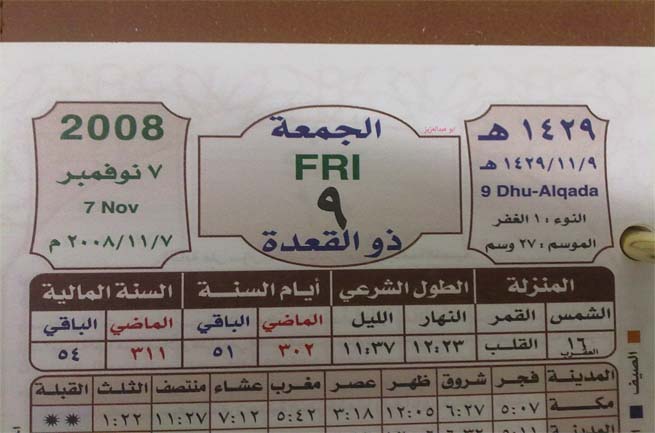 2008
٧ نوفمبر
7 Nov
٢٠٠٨/١١/٧ م
الجمعة
FRI
٩
ذو القعدة
ابو عبدالعزيز
١٤٢٩ هـ
١٤٢٩/١١/٩ هـ
9 Dhu-Alqada
النوء : ١ الغفر
الموسم : ٢٧ وسم
المنزلة الطول الشرعي أيام السنة السنة المالية
الشمس القمر النهار الليل الماضي الباقي الماضي الباقي
١٦ العقرب القلب ١٢:٢٣ ١١:٣٧ ٣٠٢ ٥١ ٣١١ ٥٤
المدينة فجر شروق ظهر عصر مغرب عشاء منتصف الثلث القبلة
مكة ٥:٠٧ ٦:٢٧ ١٢:٠٥ ٣:١٨ ٥:٤٢ ٧:١٢ ١١:٢٧ ١:٢٢ ✷✷
الصيف